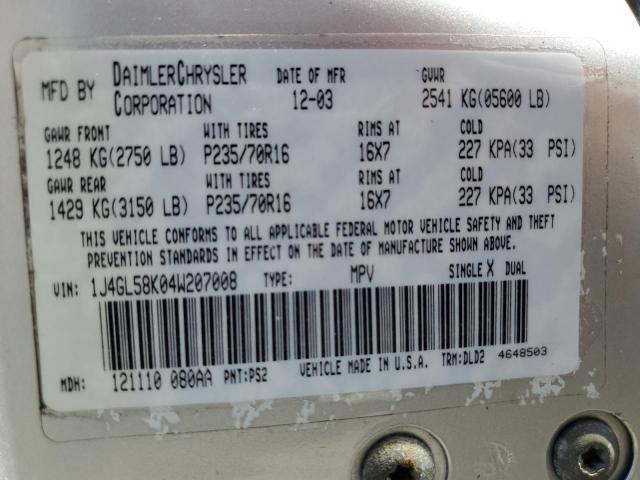 MFD BY DAIMLERCHRYSLER CORPORATION DATE OF MFR 12-03 GVWR 2541 KG(05600 LB)
GAWR FRONT WITH TIRES RIMS AT COLD
1248 KG(2750 LB) P235/70R16 16X7 227 KPA(33 PSI)
GAWR REAR WITH TIRES RIMS AT COLD
1429 KG(3150 LB) P235/70R16 16X7 227 KPA(33 PSI)
THIS VEHICLE CONFORMS TO ALL APPLICABLE FEDERAL MOTOR VEHICLE SAFETY AND THEFT
PREVENTION STANDARDS IN EFFECT ON THE DATE OF MANUFACTURE SHOWN ABOVE.
VIN: 1J4GL58K04W207008 TYPE: MPV SINGLE X DUAL
MDH: 121110 080AA PNT:PS2 VEHICLE MADE IN U.S.A. TRM:DLD2 4648503